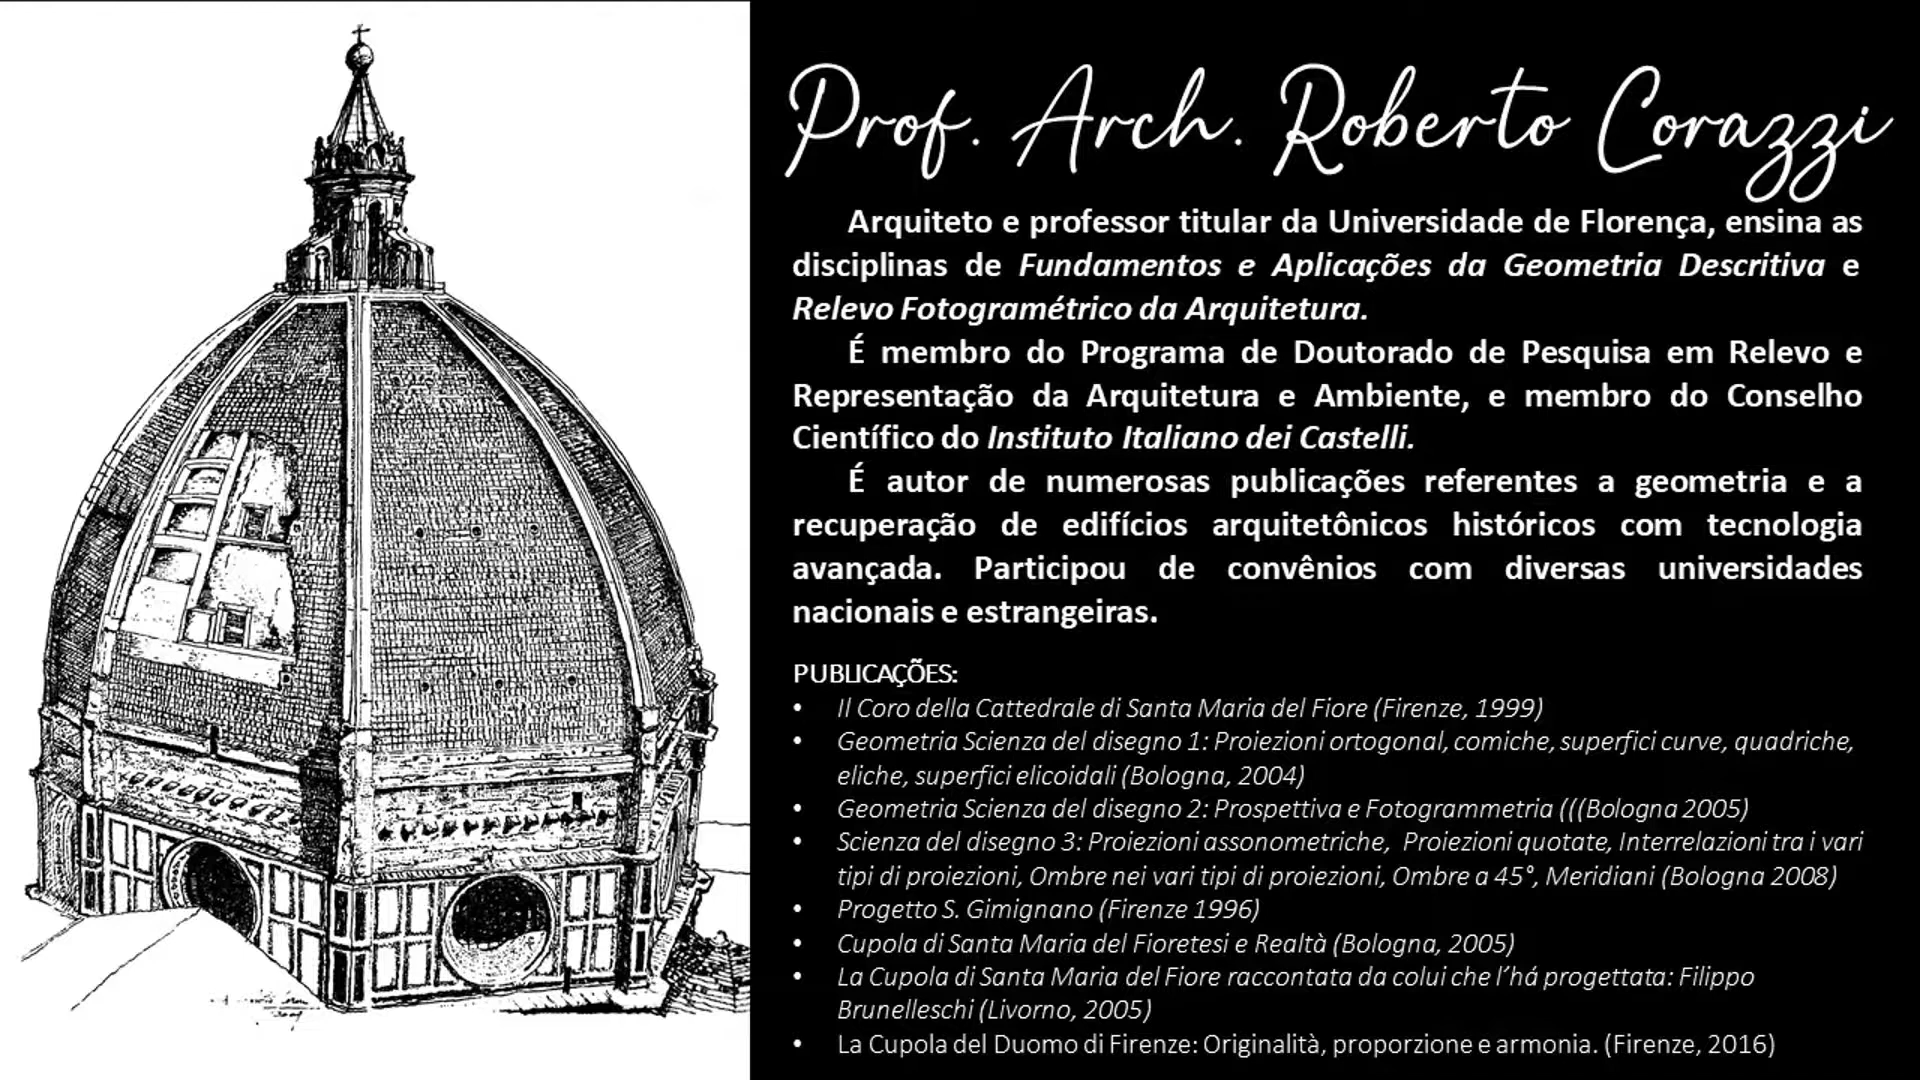 Prof. Arch. Roberto Corazzi
Arquiteto e professor titular da Universidade de Florença, ensina as
disciplinas de Fundamentos e Aplicações da Geometria Descritiva e
Relevo Fotogramétrico da Arquitetura.
É membro do Programa de Doutorado de Pesquisa em Relevo e
Representação da Arquitetura e Ambiente, e membro do Conselho
Científico do Instituto Italiano dei Castelli.
É autor de numerosas publicações referentes a geometria e a
recuperação de edifícios arquitetônicos históricos com tecnologia
avançada. Participou de convênios com diversas universidades
nacionais e estrangeiras.
PUBLICAÇÕES:
• Il Coro della Cattedrale di Santa Maria del Fiore (Firenze, 1999)
• Geometria Scienza del disegno 1: Proiezioni ortogonal, comiche, superfici curve, quadriche,
eliche, superfici elicoidali (Bologna, 2004)
• Geometria Scienza del disegno 2: Prospettiva e Fotogrammetria (((Bologna 2005)
• Scienza del disegno 3: Proiezioni assonometriche, Proiezioni quotate, Interrelazioni tra i vari
tipi di proiezioni, Ombre nei vari tipi di proiezioni, Ombre a 45°, Meridiani (Bologna 2008)
• Progetto S. Gimignano (Firenze 1996)
• Cupola di Santa Maria del Fioretesi e Realtà (Bologna, 2005)
• La Cupola di Santa Maria del Fiore raccontata da colui che l’há progettata: Filippo
Brunelleschi (Livorno, 2005)
• La Cupola del Duomo di Firenze: Originalità, proporzione e armonia. (Firenze, 2016)